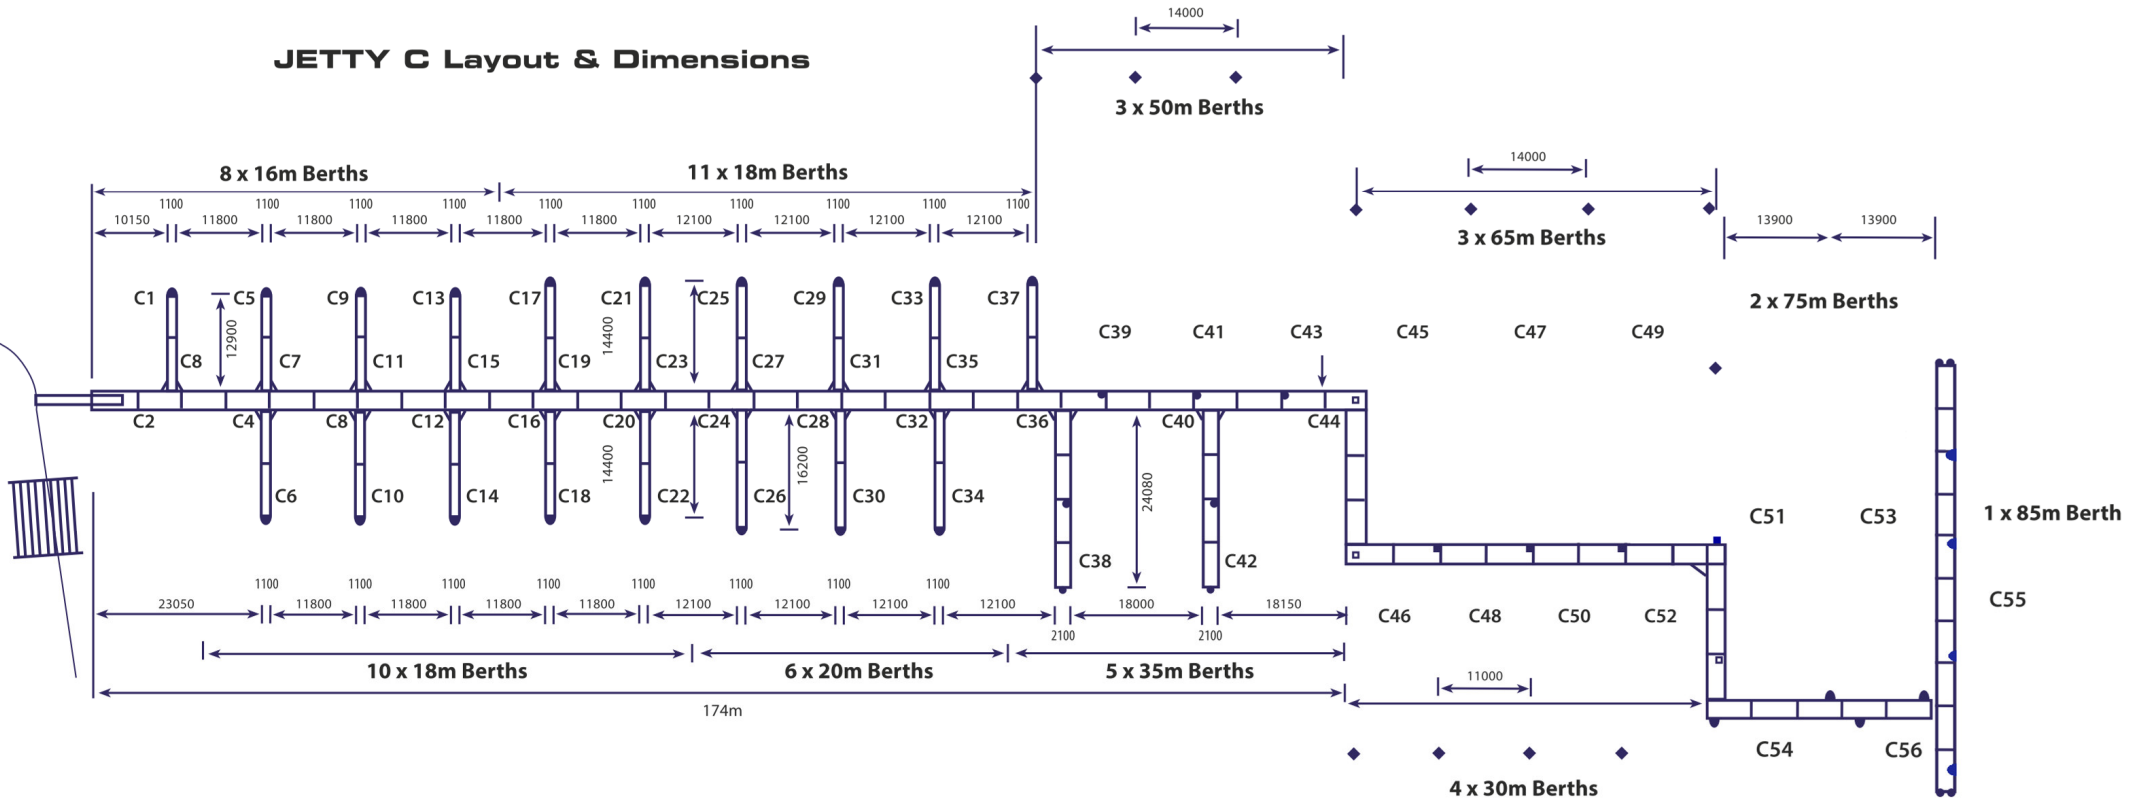 14000
JETTY C Layout & Dimensions
3 x 50m Berths
14000
8 x 16m Berths
11 x 18m Berths
1100 1100 1100 1100 1100 1100 1100 1100 1100 1100
10150 11800 11800 11800 11800 11800 12100 12100 12100 12100
3 x 65m Berths
13900 13900
2 x 75m Berths
C1 C5 C9 C13 C17 C21 C25 C29 C33 C37
12900
14400
C39 C41 C43 C45 C47 C49
C8 C7 C11 C15 C19 C23 C27 C31 C35
C2 C4 C8 C12 C16 C20 C24 C28 C32 C36 C40 C44
14400
16200
24080
C6 C10 C14 C18 C22 C26 C30 C34
C51 C53
1 x 85m Berth
C38 C42
1100 1100 1100 1100 1100 1100 1100 1100
23050 11800 11800 11800 11800 12100 12100 12100 12100 18000 18150
C55
C46 C48 C50 C52
2100 2100
10 x 18m Berths
6 x 20m Berths
5 x 35m Berths
11000
174m
C54 C56
4 x 30m Berths